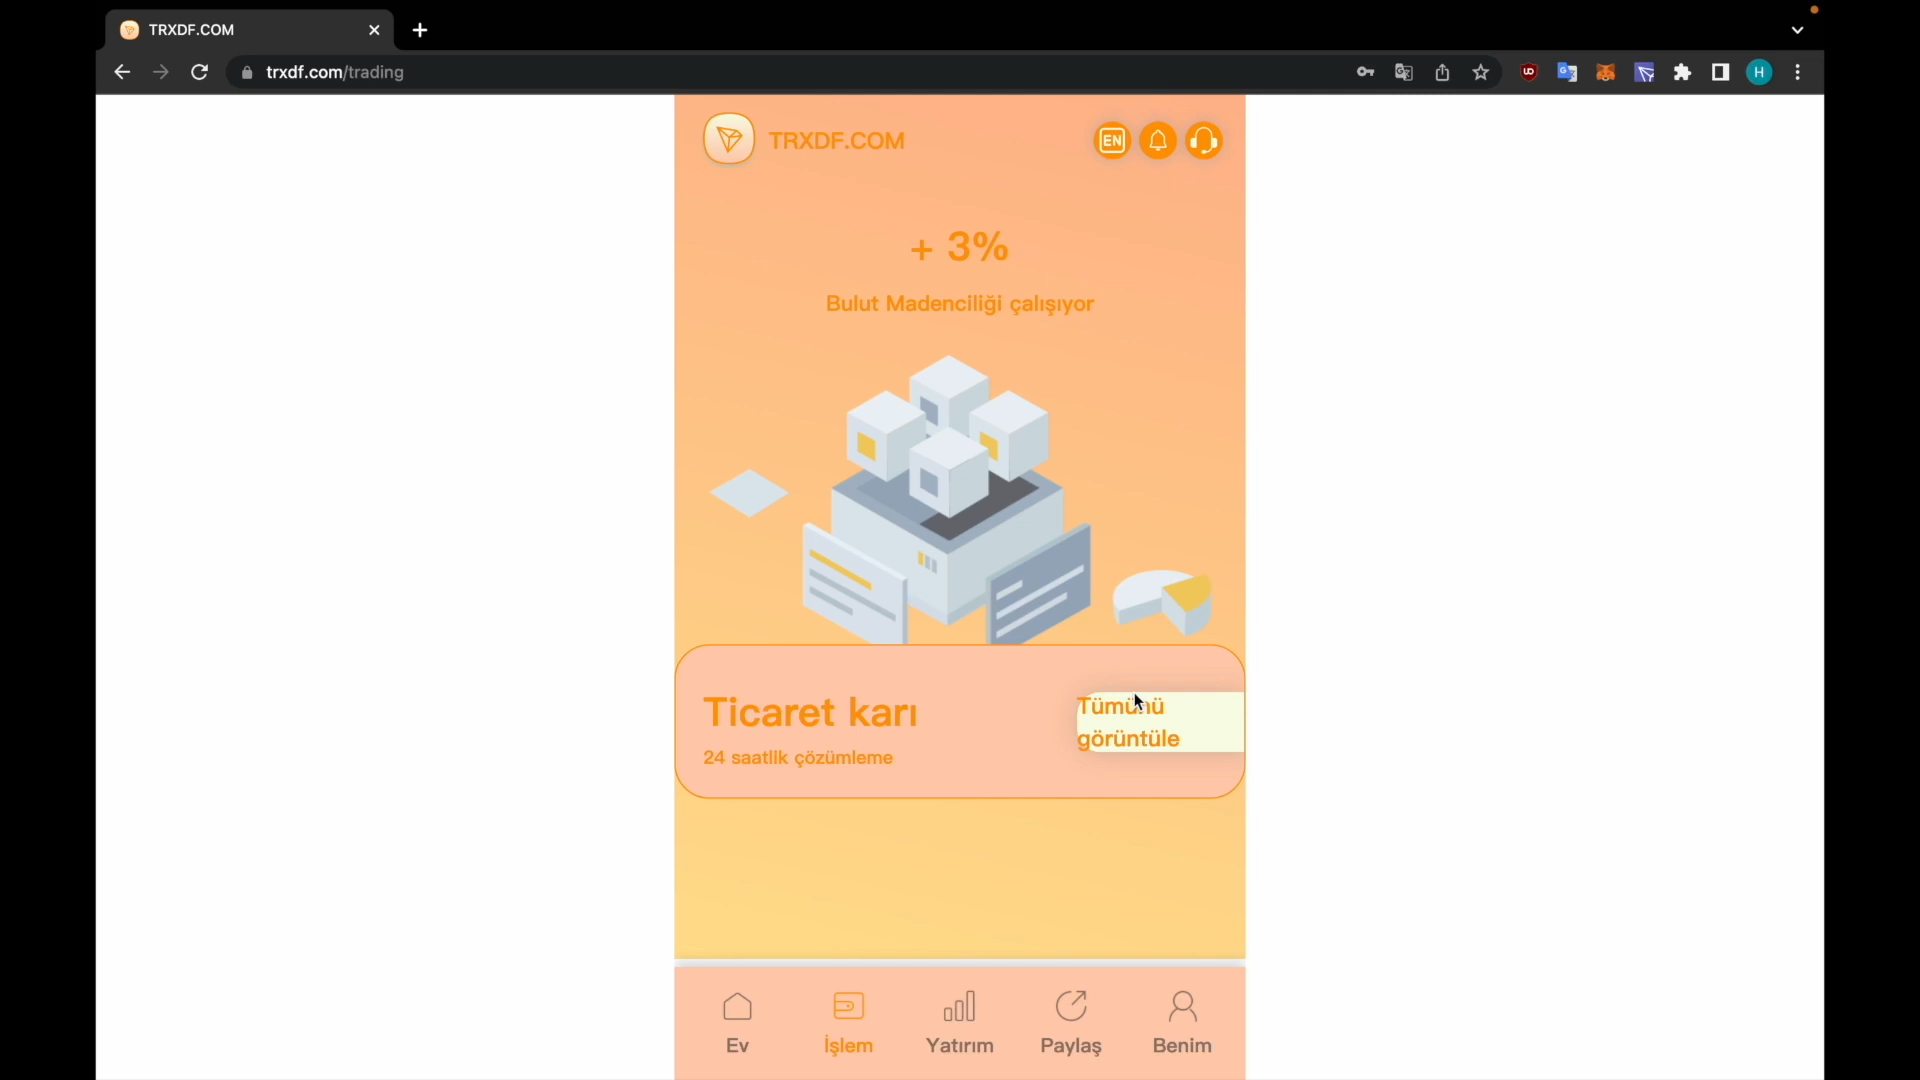 TRXDF.COM
trxdf.com/trading
H
TRXDF.COM
EN
+ 3%
Bulut Madenciliği çalışıyor
Ticaret karı
24 saatlik çözümleme
Tümünü
görüntüle
Ev
İşlem
Yatırım
Paylaş
Benim